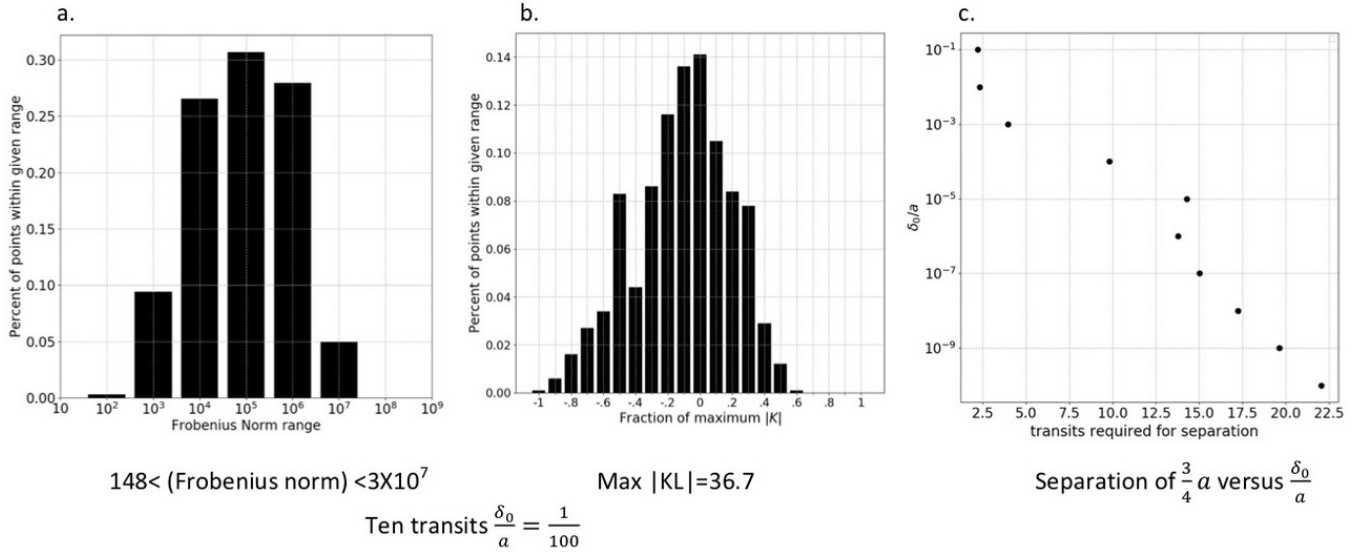 a.
Percent of points within given range
0.30
0.25
0.20
0.15
0.10
0.05
0.00
10 10² 10³ 10⁴ 10⁵ 10⁶ 10⁷ 10⁸ 10⁹
Frobenius Norm range
148< (Frobenius norm) <3X10⁷
b.
Percent of points within given range
0.14
0.12
0.10
0.08
0.06
0.04
0.02
0.00
-1 -.8 -.6 -.4 -.2 0 .2 .4 .6 .8 1
Fraction of maximum |K|
Max |KL|=36.7
Ten transits δ₀/a = 1/100
c.
δ₀/a
10⁻¹
10⁻³
10⁻⁵
10⁻⁷
10⁻⁹
2.5 5.0 7.5 10.0 12.5 15.0 17.5 20.0 22.5
transits required for separation
Separation of 3/4 a versus δ₀/a